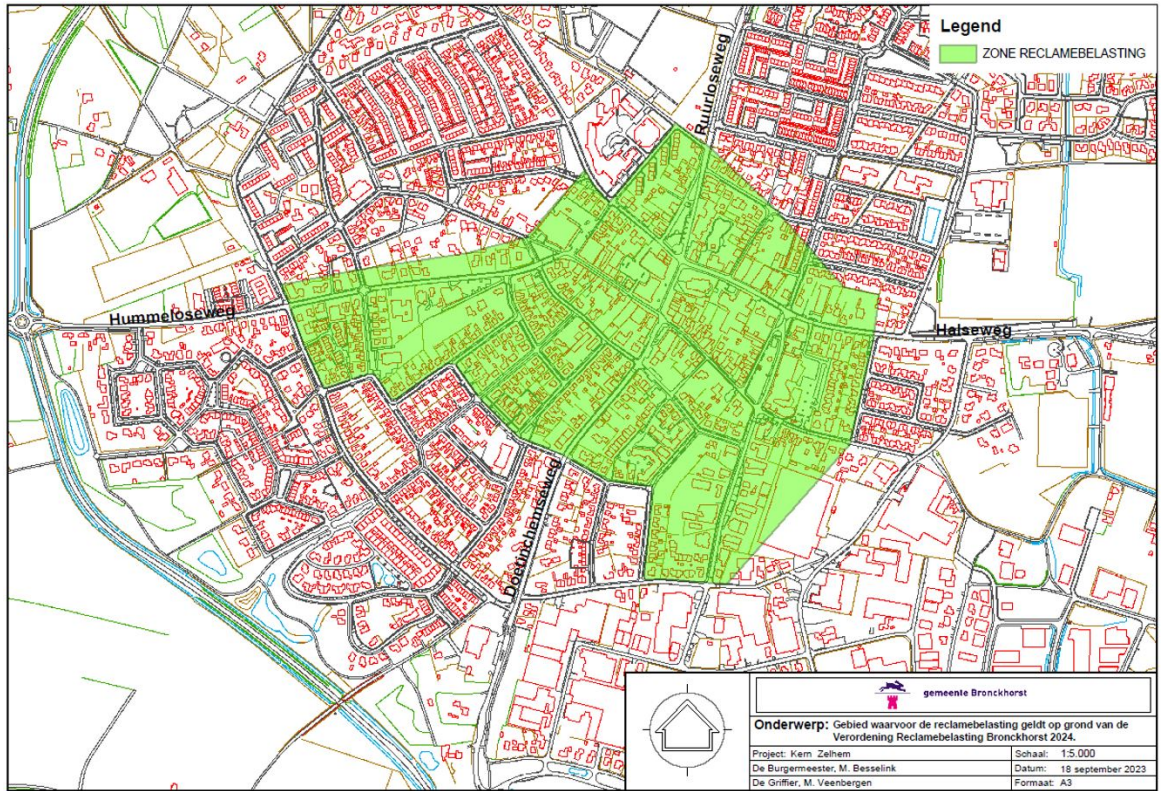 Legend
ZONE RECLAMEBELASTING
Ruurloseweg
Hummeloseweg
Halseweg
Doetinchemseweg
gemeente Bronckhorst
Onderwerp: Gebied waarvoor de reclamebelasting geldt op grond van de
Verordening Reclamebelasting Bronckhorst 2024.
Project: Kern Zelhem
Schaal: 1:5.000
De Burgermeester, M. Besselink
Datum: 18 september 2023
De Griffier, M. Veenbergen
Formaat: A3